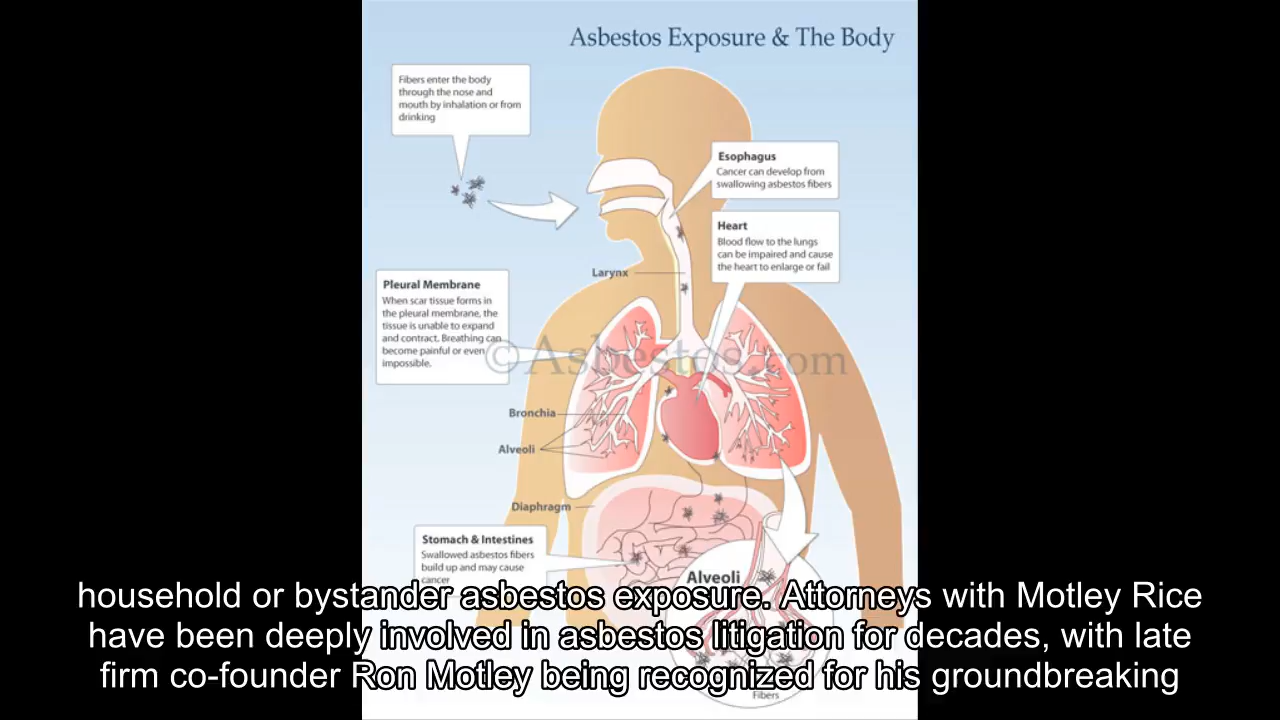 Asbestos Exposure & The Body
Fibers enter the body
through the nose and
mouth by inhalation or from
drinking
Esophagus
Cancer can develop from
swallowing asbestos fibers
Heart
Blood flow to the lungs
can be impaired and cause
the heart to enlarge or fail
Larynx
Pleural Membrane
When scar tissue forms in
the pleural membrane, the
tissue is unable to expand
and contract. Breathing can
become painful or even
impossible.
©Asbestos.com
Bronchia
Alveoli
Diaphragm
Stomach & Intestines
Swallowed asbestos fibers
build up and may cause
cancer
Alveoli
household or bystander asbestos exposure. Attorneys with Motley Rice
have been deeply involved in asbestos litigation for decades, with late
firm co-founder Ron Motley being recognized for his groundbreaking
Fibers